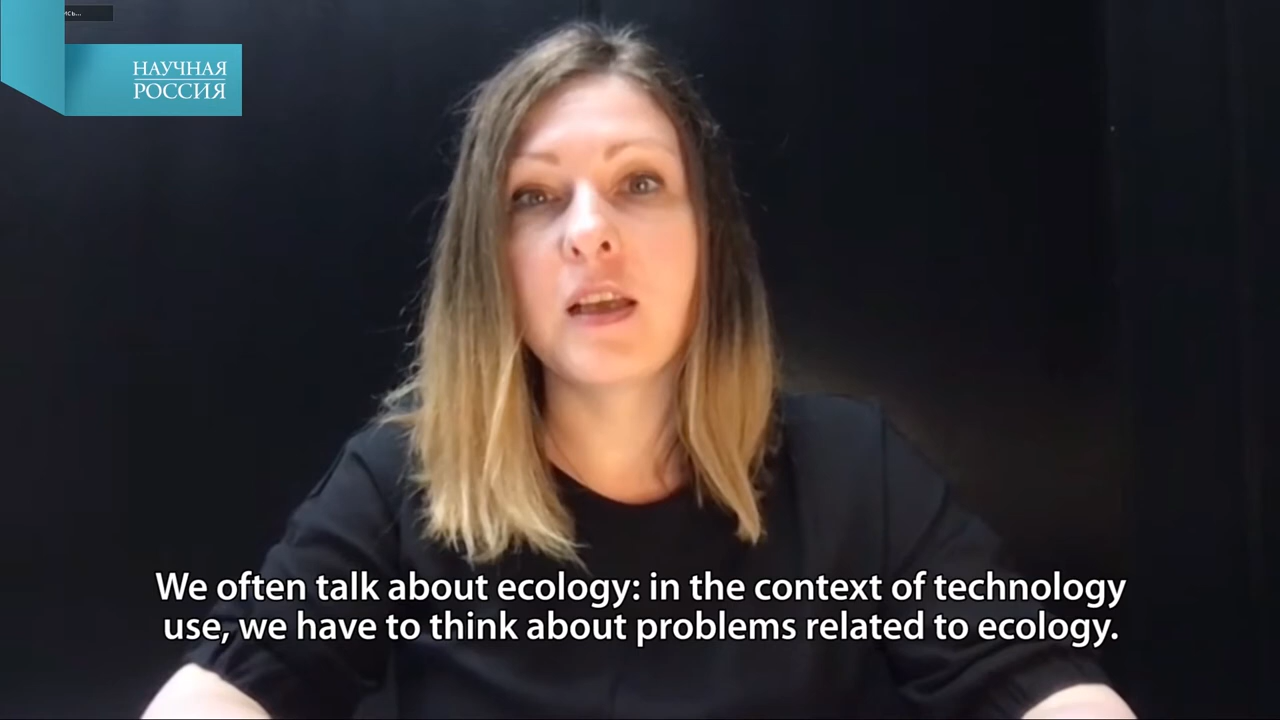 НАУЧНАЯ
РОССИЯ
We often talk about ecology: in the context of technology
use, we have to think about problems related to ecology.